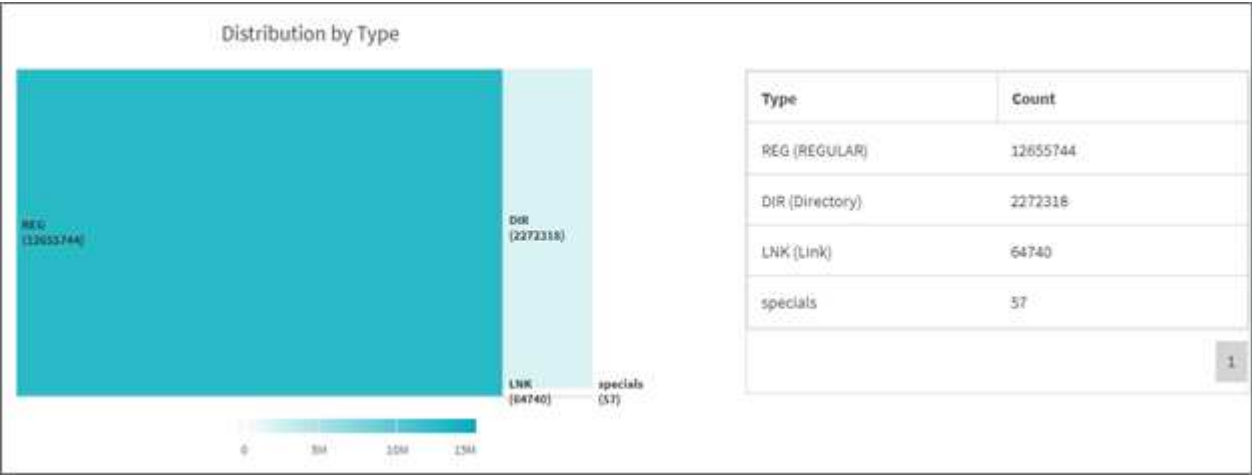 Distribution by Type
REG
(12655744)
DIR
(2272318)
LNK
(64740)
specials
(57)
0 5M 10M 15M
Type Count
REG (REGULAR) 12655744
DIR (Directory) 2272318
LNK (Link) 64740
specials 57
1